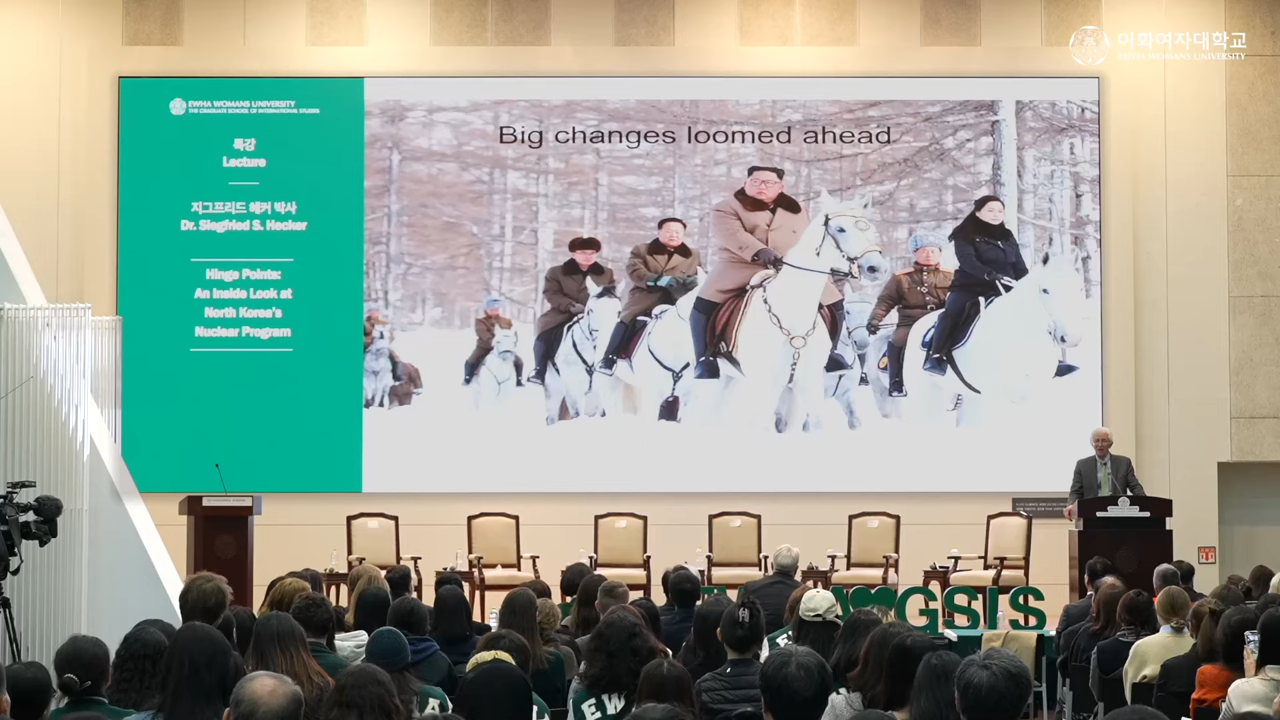 이화여자대학교
EWHA WOMANS UNIVERSITY
EWHA WOMANS UNIVERSITY
THE GRADUATE SCHOOL OF INTERNATIONAL STUDIES
특강
Lecture
지그프리드 헤커 박사
Dr. Siegfried S. Hecker
Hinge Points:
An Inside Look at
North Korea's
Nuclear Program
Big changes loomed ahead
GSIS
EW